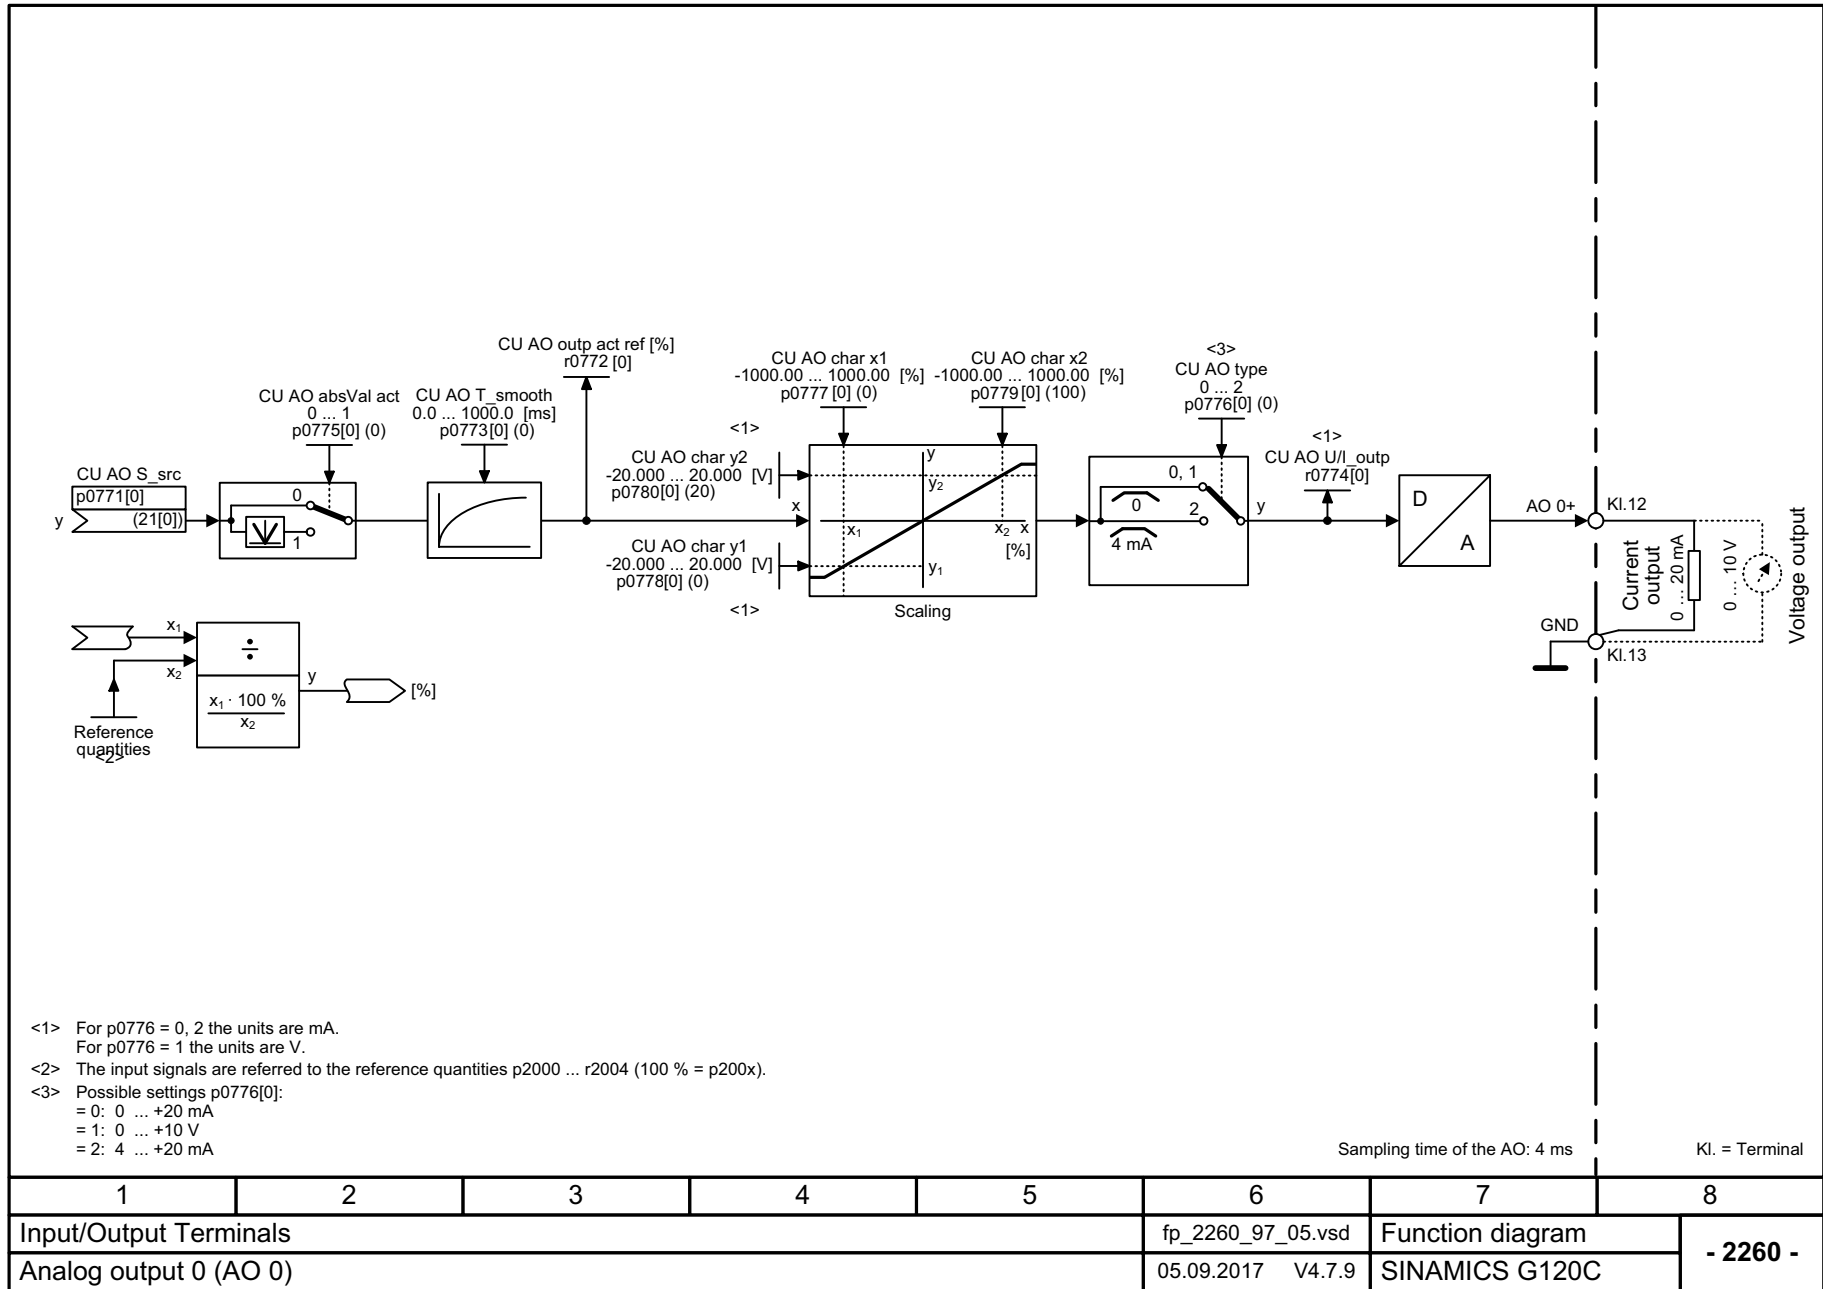 CU AO outp act ref [%]
r0772 [0]
CU AO absVal act
0 ... 1
p0775[0] (0)
CU AO T_smooth
0.0 ... 1000.0 [ms]
p0773[0] (0)
CU AO char x1
-1000.00 ... 1000.00 [%]
p0777[0] (0)
CU AO char x2
-1000.00 ... 1000.00 [%]
p0779[0] (100)
<3>
CU AO type
0 ... 2
p0776[0] (0)
<1>
CU AO U/I_outp
r0774[0]
<1>
CU AO char y2
-20.000 ... 20.000 [V]
p0780[0] (20)
CU AO S_src
p0771[0]
y
(21[0])
0
1
x
y
y₂
x₁
x₂ x
[%]
y₁
CU AO char y1
-20.000 ... 20.000 [V]
p0778[0] (0)
<1>
Scaling
0, 1
0
2
4 mA
y
D
A
AO 0+
Kl.12
Current output
0 ... 20 mA
0 ... 10 V
Voltage output
GND
Kl.13
x₁
x₂
÷
x₁ · 100 %
x₂
y
[%]
Reference
quantities
<2>
<1> For p0776 = 0, 2 the units are mA.
For p0776 = 1 the units are V.
<2> The input signals are referred to the reference quantities p2000 ... r2004 (100 % = p200x).
<3> Possible settings p0776[0]:
= 0: 0 ... +20 mA
= 1: 0 ... +10 V
= 2: 4 ... +20 mA
Sampling time of the AO: 4 ms
Kl. = Terminal
1 2 3 4 5 6 7 8
Input/Output Terminals
fp_2260_97_05.vsd
Function diagram
- 2260 -
Analog output 0 (AO 0)
05.09.2017 V4.7.9
SINAMICS G120C